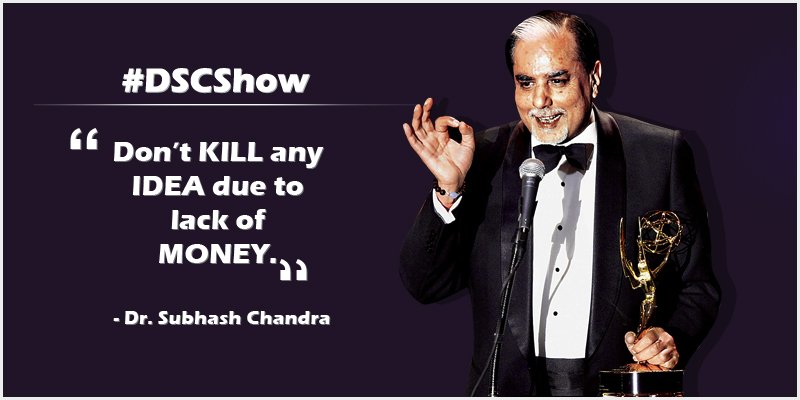 #DSCShow
“ Don’t KILL any
IDEA due to
lack of
MONEY. "
- Dr. Subhash Chandra